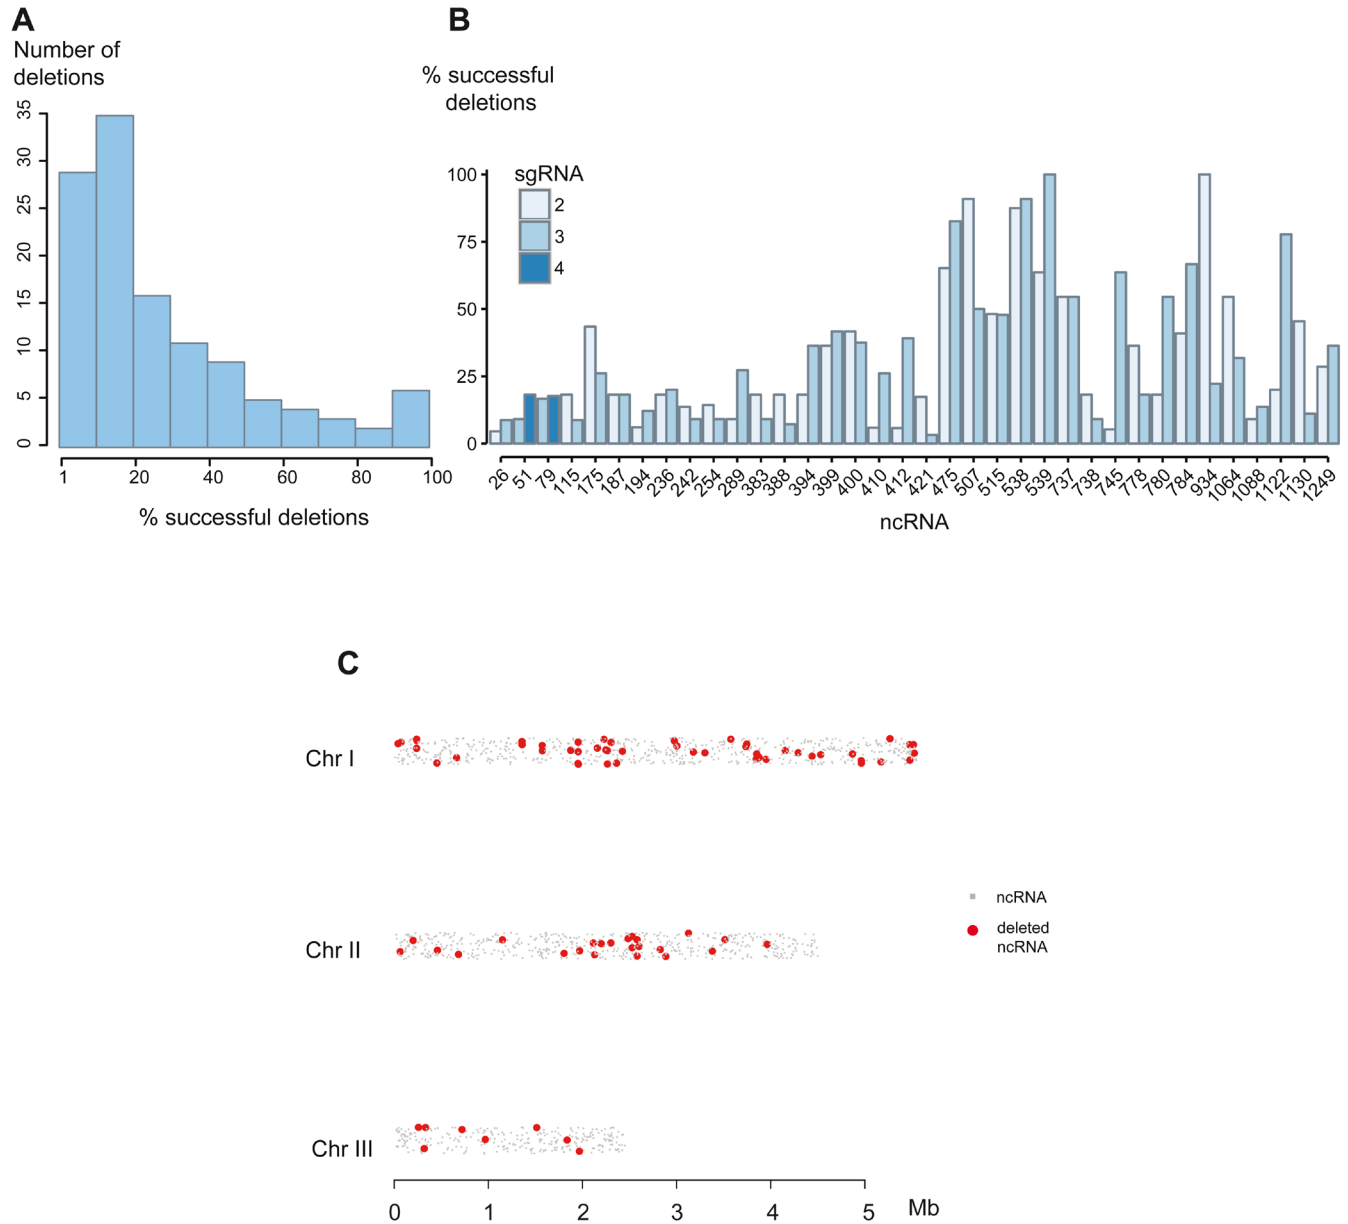 A
Number of
deletions
35
30
25
20
15
10
5
0
1 20 40 60 80 100
% successful deletions
B
% successful
deletions
100
75
50
25
0
sgRNA
2
3
4
26 51 79 115 175 187 194 236 242 254 289 383 388 394 399 400 410 412 421 475 507 515 538 539 737 738 745 778 780 784 934 1064 1088 1122 1130 1249
ncRNA
C
Chr I
Chr II
ncRNA
deleted
ncRNA
Chr III
0 1 2 3 4 5 Mb